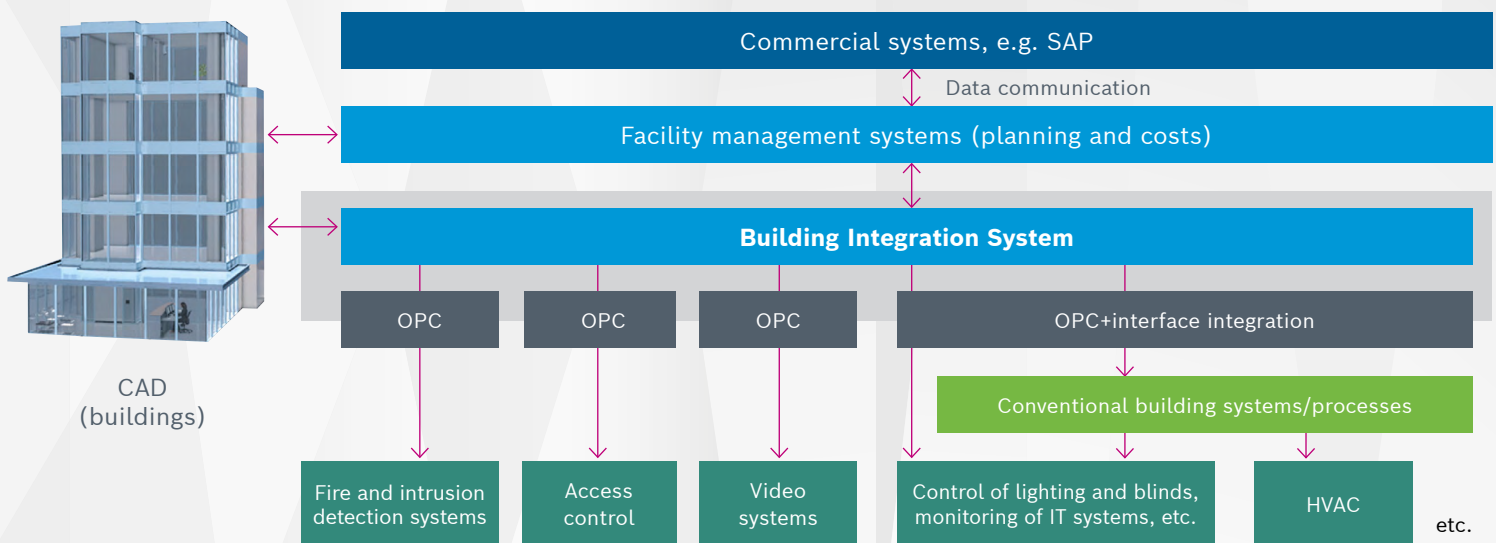 Commercial systems, e.g. SAP
Data communication
Facility management systems (planning and costs)
Building Integration System
OPC
OPC
OPC
OPC+interface integration
CAD
(buildings)
Conventional building systems/processes
Fire and intrusion
detection systems
Access
control
Video
systems
Control of lighting and blinds,
monitoring of IT systems, etc.
HVAC
etc.